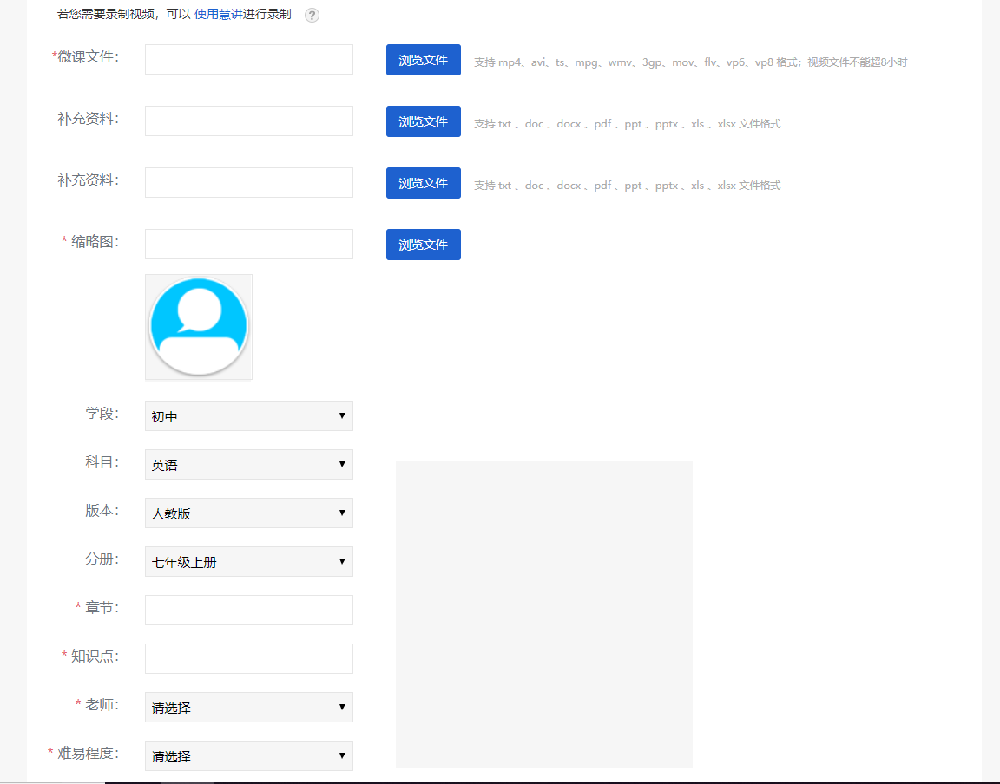 若您需要录制视频，可以 使用慧讲进行录制 ?
*微课文件： 浏览文件 支持 mp4、avi、ts、mpg、wmv、3gp、mov、flv、vp6、vp8 格式；视频文件不能超8小时
补充资料： 浏览文件 支持 txt 、doc 、docx 、pdf 、ppt 、pptx 、xls 、xlsx 文件格式
补充资料： 浏览文件 支持 txt 、doc 、docx 、pdf 、ppt 、pptx 、xls 、xlsx 文件格式
* 缩略图： 浏览文件
学段： 初中
科目： 英语
版本： 人教版
分册： 七年级上册
* 章节：
* 知识点：
* 老师： 请选择
* 难易程度： 请选择